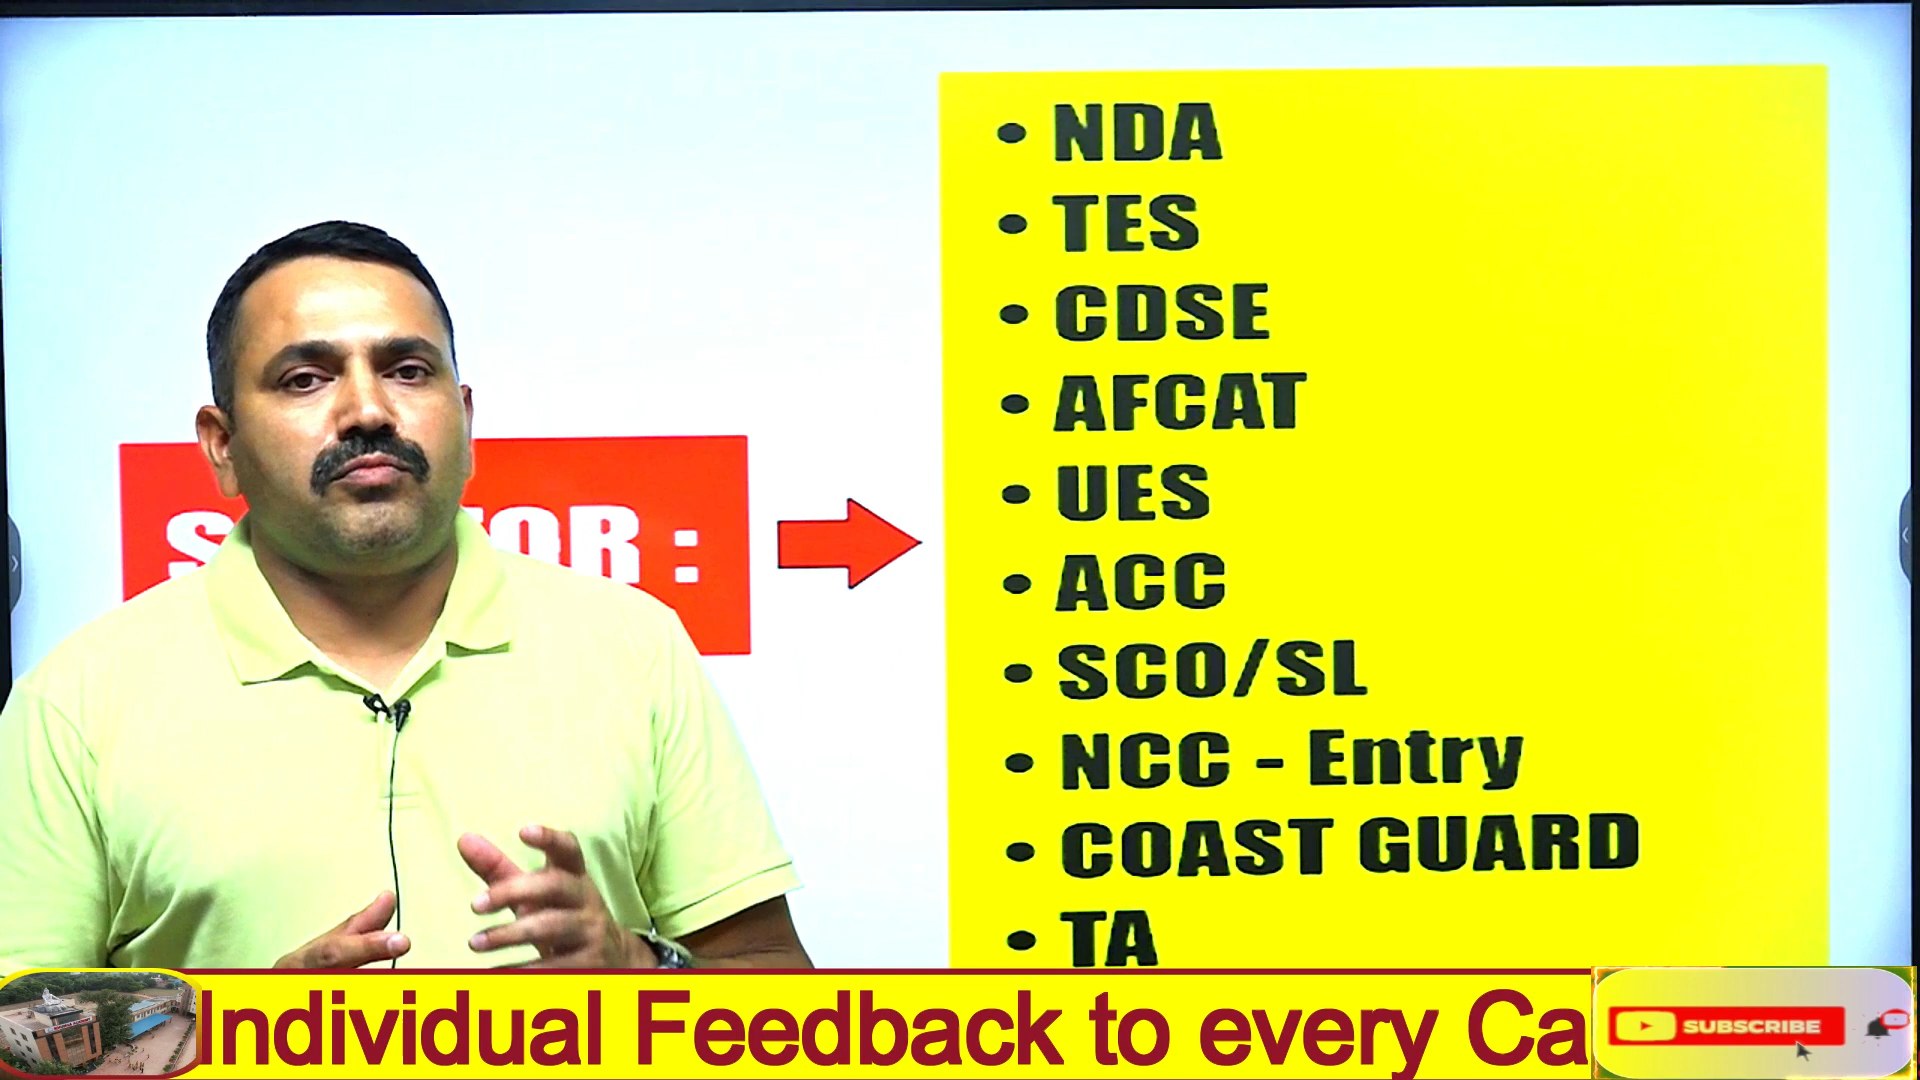 • NDA
• TES
• CDSE
• AFCAT
• UES
• ACC
• SCO/SL
• NCC - Entry
• COAST GUARD
• TA
Individual Feedback to every Ca
SUBSCRIBE